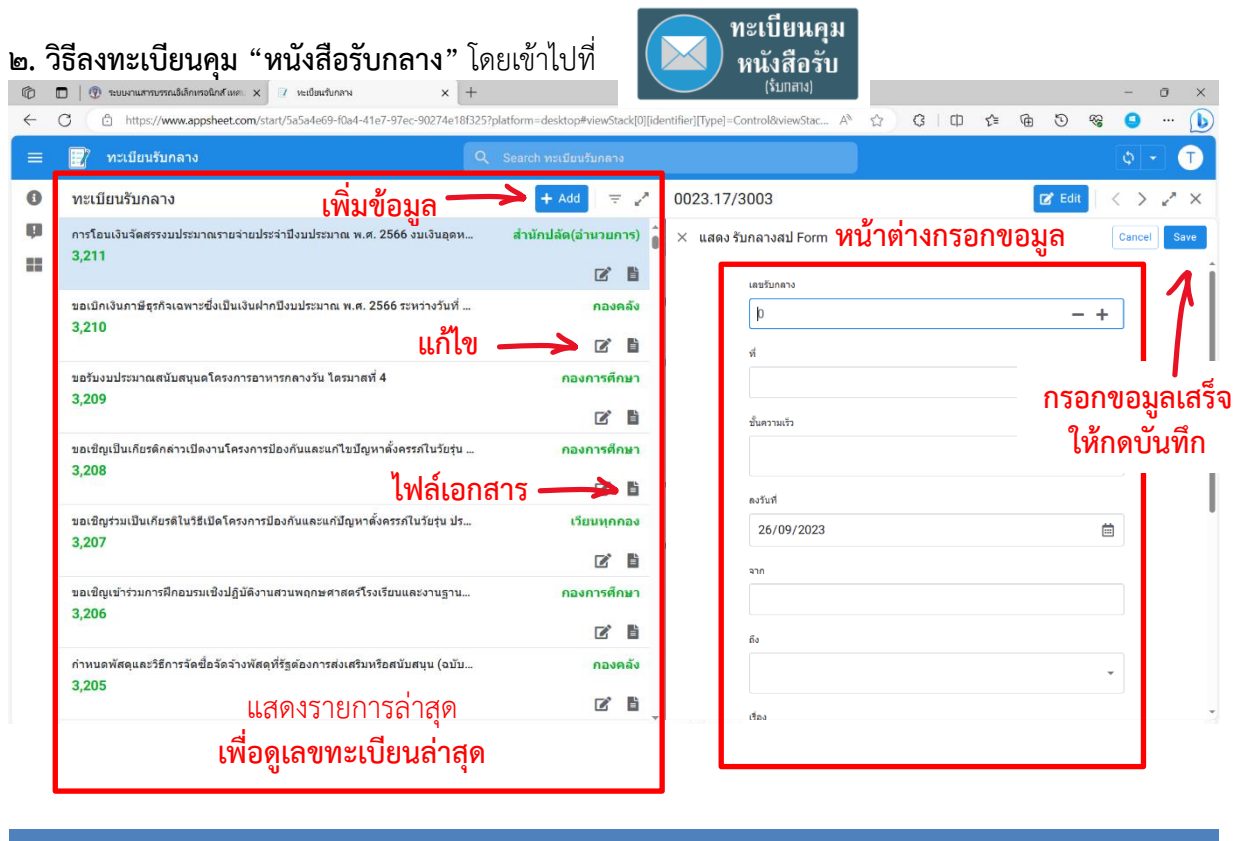 ๒. วิธีลงทะเบียนคุม “หนังสือรับกลาง” โดยเข้าไปที่
ทะเบียนคุม
หนังสือรับ
(รับกลาง)
ระบบงานสารบรรณอิเล็กทรอนิกส์ เทศบ
ทะเบียนรับกลาง
https://www.appsheet.com/start/5a5a4e69-f0a4-41e7-97ec-90274e18f325?platform=desktop#viewStack[0][identifier][Type]=Control&viewStac...
ทะเบียนรับกลาง
Search ทะเบียนรับกลาง
T
ทะเบียนรับกลาง
เพิ่มข้อมูล
+ Add
การโอนเงินจัดสรรงบประมาณรายจ่ายประจำปีงบประมาณ พ.ศ. 2566 งบเงินอุดห...
สำนักปลัด(อำนวยการ)
3,211
ขอเบิกเงินภาษีธุรกิจเฉพาะซึ่งเป็นเงินฝากปีงบประมาณ พ.ศ. 2566 ระหว่างวันที่ ...
กองคลัง
3,210
แก้ไข
ขอรับงบประมาณสนับสนุนดโครงการอาหารกลางวัน ไตรมาสที่ 4
กองการศึกษา
3,209
ขอเชิญเป็นเกียรติกล่าวเปิดงานโครงการป้องกันและแก้ไขปัญหาตั้งครรภ์ในวัยรุ่น ...
กองการศึกษา
3,208
ไฟล์เอกสาร
ขอเชิญร่วมเป็นเกียรติในวิธีเปิดโครงการป้องกันและแก้ปัญหาตั้งครรภ์ในวัยรุ่น ปร...
เวียนทุกกอง
3,207
ขอเชิญเข้าร่วมการฝึกอบรมเชิงปฏิบัติงานสวนพฤกษศาสตร์โรงเรียนและงานฐาน...
กองการศึกษา
3,206
กำหนดพัสดุและวิธีการจัดซื้อจัดจ้างพัสดุที่รัฐต้องการส่งเสริมหรือสนับสนุน (ฉบับ...
กองคลัง
3,205
แสดงรายการล่าสุด
เพื่อดูเลขทะเบียนล่าสุด
0023.17/3003
Edit
แสดง รับกลางสป Form
หน้าต่างกรอกขอมูล
Cancel
Save
เลขรับกลาง
0
ที่
ชั้นความเร็ว
ลงวันที่
26/09/2023
จาก
ถึง
เรื่อง
กรอกขอมูลเสร็จ
ให้กดบันทึก